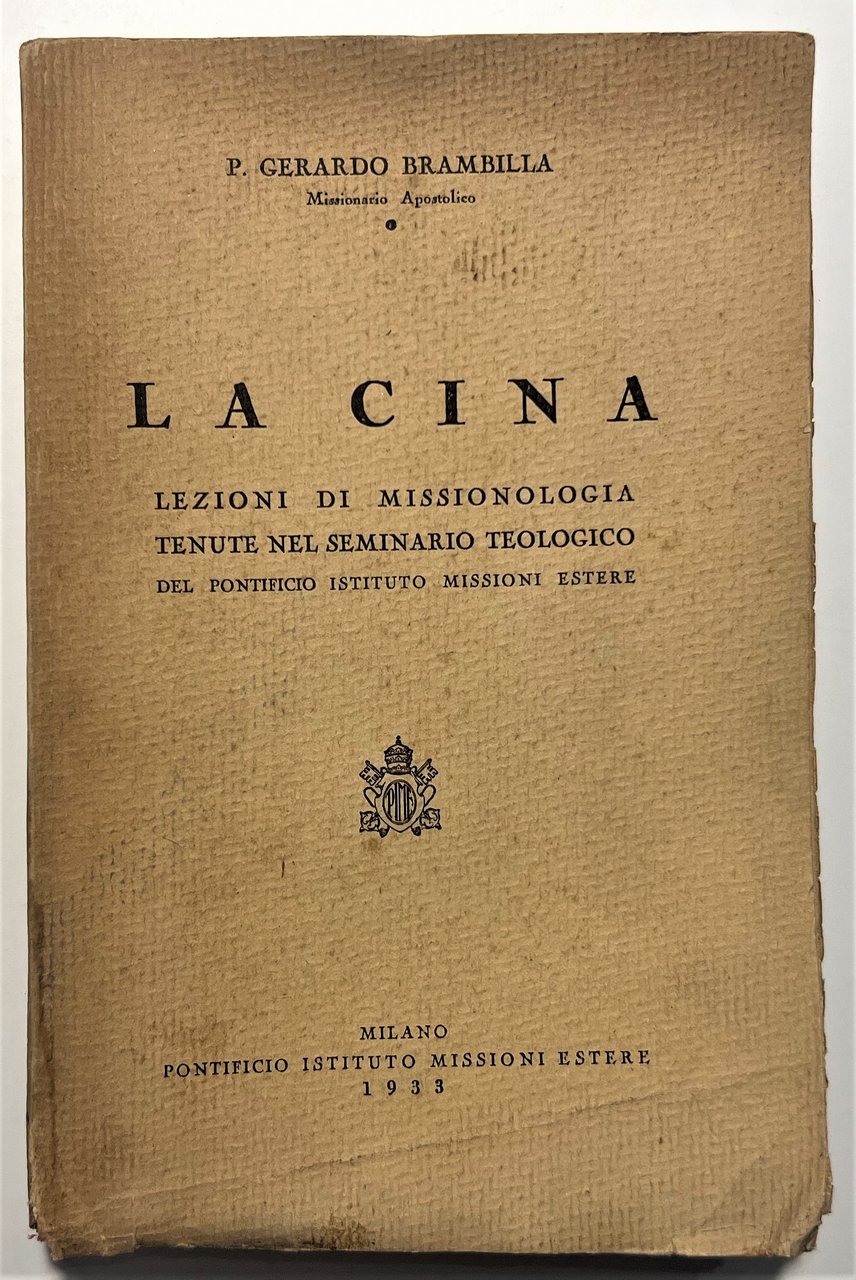 P. GERARDO BRAMBILLA
Missionario Apostolico
LA CINA
LEZIONI DI MISSIONOLOGIA
TENUTE NEL SEMINARIO TEOLOGICO
DEL PONTIFICIO ISTITUTO MISSIONI ESTERE
PIME
MILANO
PONTIFICIO ISTITUTO MISSIONI ESTERE
1933